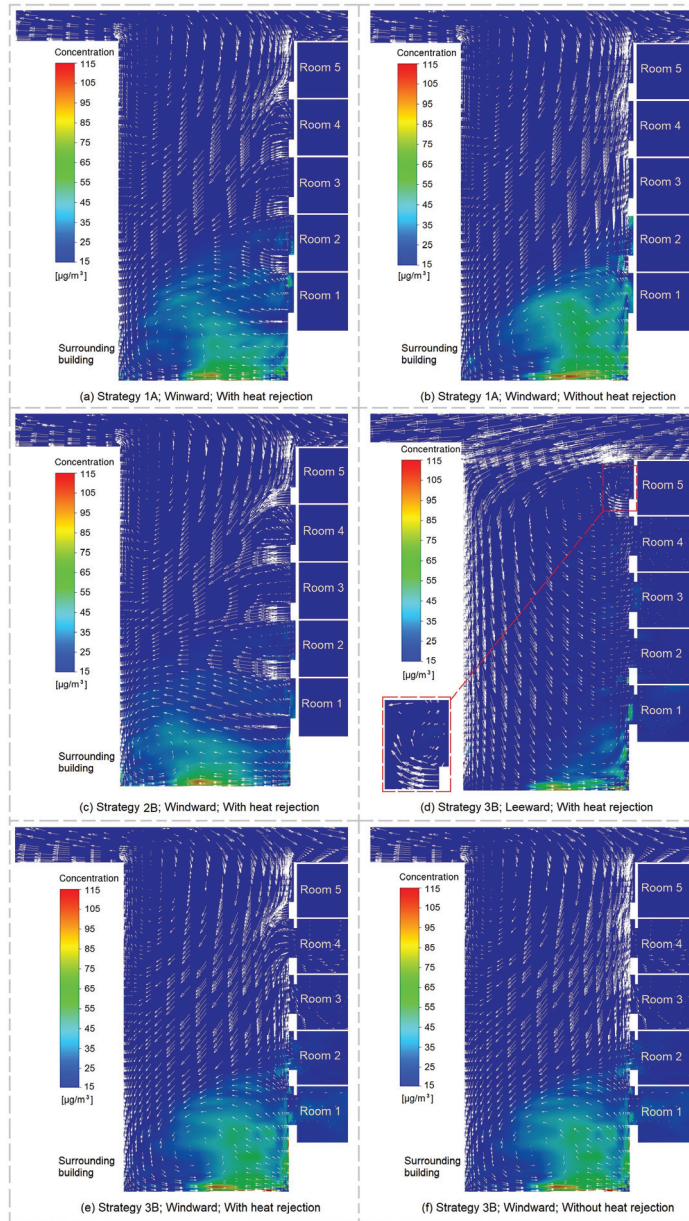 Concentration
115
105
95
85
75
65
55
45
35
25
15
[µg/m³]
Room 5
Room 4
Room 3
Room 2
Room 1
Surrounding
building
(a) Strategy 1A; Winward; With heat rejection
Concentration
115
105
95
85
75
65
55
45
35
25
15
[µg/m³]
Room 5
Room 4
Room 3
Room 2
Room 1
Surrounding
building
(b) Strategy 1A; Windward; Without heat rejection
Concentration
115
105
95
85
75
65
55
45
35
25
15
[µg/m³]
Room 5
Room 4
Room 3
Room 2
Room 1
Surrounding
building
(c) Strategy 2B; Windward; With heat rejection
Concentration
115
105
95
85
75
65
55
45
35
25
15
[µg/m³]
Room 5
Room 4
Room 3
Room 2
Room 1
(d) Strategy 3B; Leeward; With heat rejection
Concentration
115
105
95
85
75
65
55
45
35
25
15
[µg/m³]
Room 5
Room 4
Room 3
Room 2
Room 1
Surrounding
building
(e) Strategy 3B; Windward; With heat rejection
Concentration
115
105
95
85
75
65
55
45
35
25
15
[µg/m³]
Room 5
Room 4
Room 3
Room 2
Room 1
Surrounding
building
(f) Strategy 3B; Windward; Without heat rejection